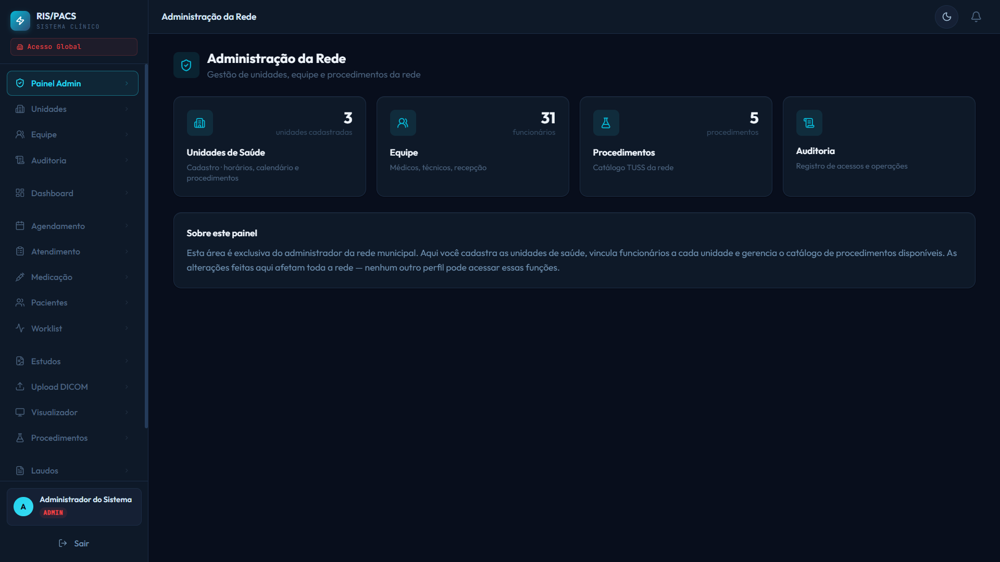 RIS/PACS
SISTEMA CLÍNICO
Acesso Global
Painel Admin
Unidades
Equipe
Auditoria
Dashboard
Agendamento
Atendimento
Medicação
Pacientes
Worklist
Estudos
Upload DICOM
Visualizador
Procedimentos
Laudos
A
Administrador do Sistema
ADMIN
Sair
Administração da Rede
Administração da Rede
Gestão de unidades, equipe e procedimentos da rede
3
unidades cadastradas
Unidades de Saúde
Cadastro · horários, calendário e
procedimentos
31
funcionários
Equipe
Médicos, técnicos, recepção
5
procedimentos
Procedimentos
Catálogo TUSS da rede
Auditoria
Registro de acessos e operações
Sobre este painel
Esta área é exclusiva do administrador da rede municipal. Aqui você cadastra as unidades de saúde, vincula funcionários a cada unidade e gerencia o catálogo de procedimentos disponíveis. As
alterações feitas aqui afetam toda a rede — nenhum outro perfil pode acessar essas funções.